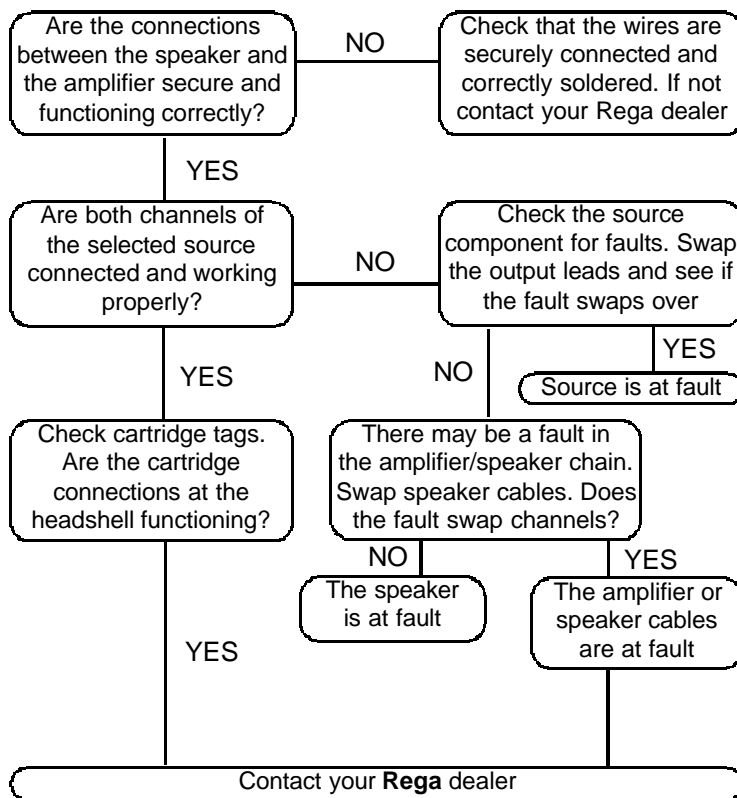 Are the connections
between the speaker and
the amplifier secure and
functioning correctly?
NO
Check that the wires are
securely connected and
correctly soldered. If not
contact your Rega dealer
YES
Are both channels of
the selected source
connected and working
properly?
NO
Check the source
component for faults. Swap
the output leads and see if
the fault swaps over
YES
NO
YES
Source is at fault
Check cartridge tags.
Are the cartridge
connections at the
headshell functioning?
There may be a fault in
the amplifier/speaker chain.
Swap speaker cables. Does
the fault swap channels?
NO
YES
The speaker
is at fault
The amplifier or
speaker cables
are at fault
YES
Contact your Rega dealer